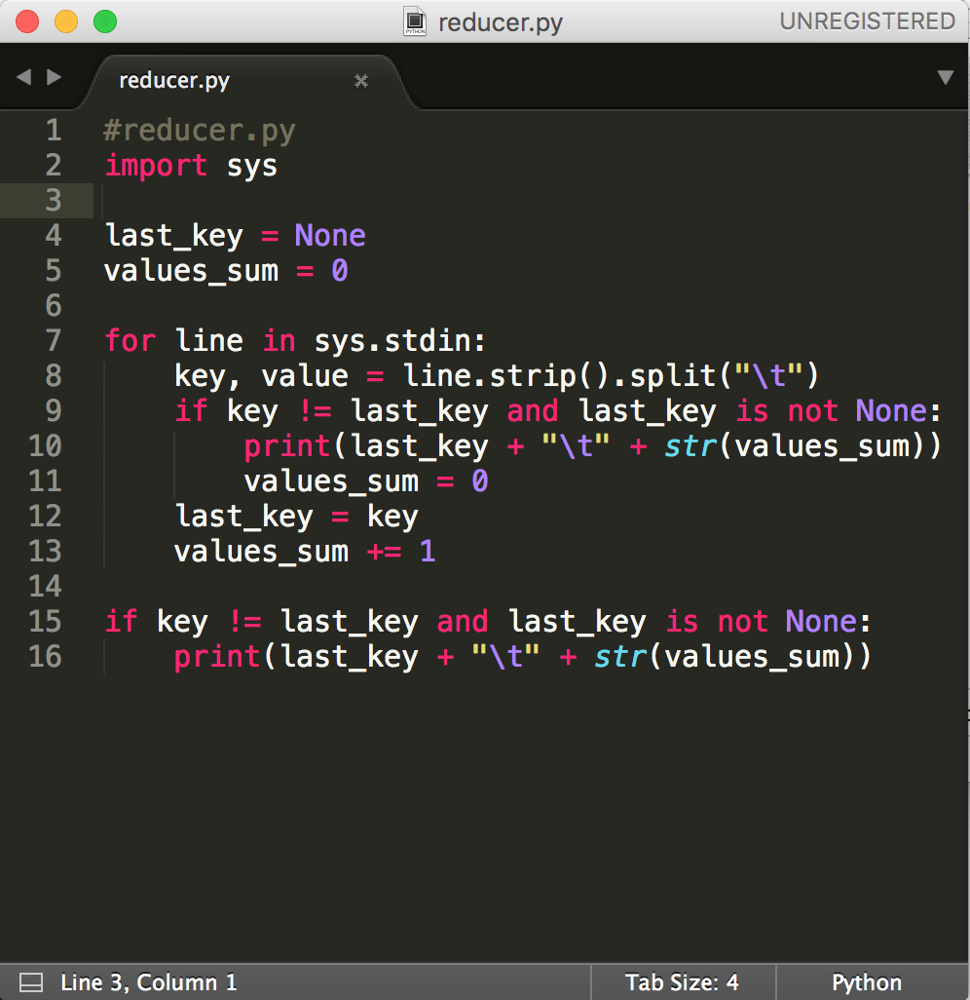 reducer.py
UNREGISTERED
reducer.py
1 #reducer.py
2 import sys
3
4 last_key = None
5 values_sum = 0
6
7 for line in sys.stdin:
8     key, value = line.strip().split("\t")
9     if key != last_key and last_key is not None:
10         print(last_key + "\t" + str(values_sum))
11         values_sum = 0
12     last_key = key
13     values_sum += 1
14
15 if key != last_key and last_key is not None:
16     print(last_key + "\t" + str(values_sum))
Line 3, Column 1
Tab Size: 4
Python